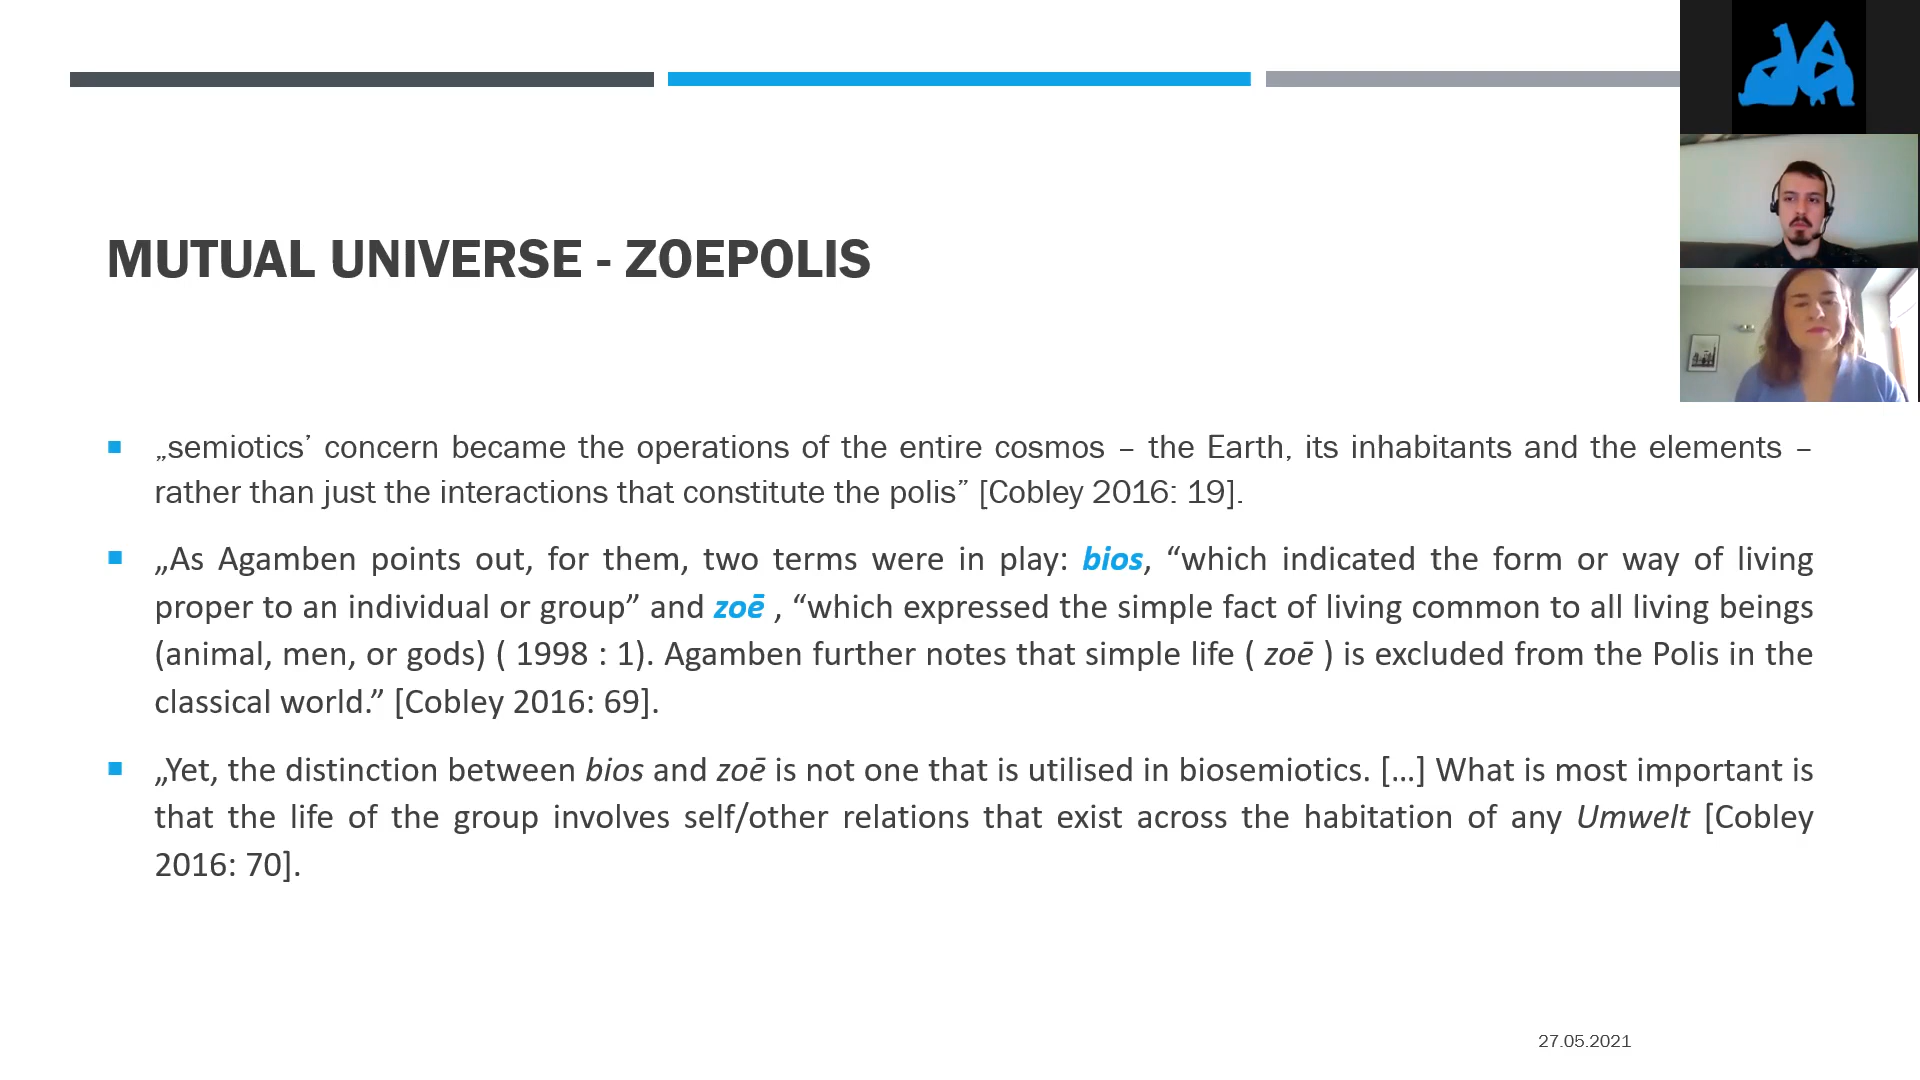 MUTUAL UNIVERSE - ZOEPOLIS
„semiotics’ concern became the operations of the entire cosmos – the Earth, its inhabitants and the elements –
rather than just the interactions that constitute the polis” [Cobley 2016: 19].
„As Agamben points out, for them, two terms were in play: bios, “which indicated the form or way of living
proper to an individual or group” and zoē , “which expressed the simple fact of living common to all living beings
(animal, men, or gods) ( 1998 : 1). Agamben further notes that simple life ( zoē ) is excluded from the Polis in the
classical world.” [Cobley 2016: 69].
„Yet, the distinction between bios and zoē is not one that is utilised in biosemiotics. […] What is most important is
that the life of the group involves self/other relations that exist across the habitation of any Umwelt [Cobley
2016: 70].
27.05.2021